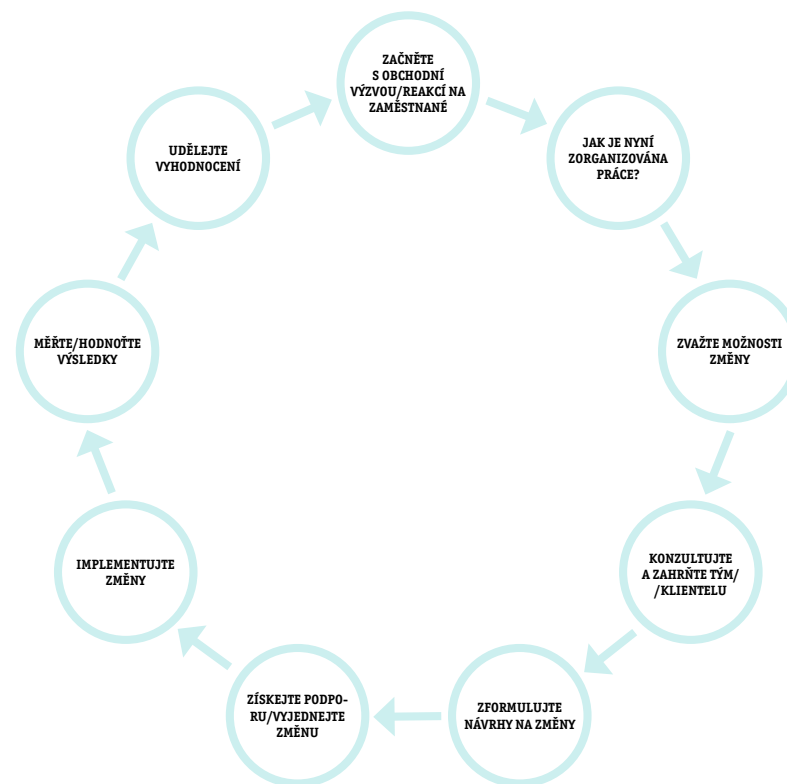 ZAČNĚTE
S OBCHODNÍ
VÝZVOU/REAKCÍ NA
ZAMĚSTNANÉ
JAK JE NYNÍ
ZORGANIZOVÁNA
PRÁCE?
ZVAŽTE MOŽNOSTI
ZMĚNY
KONZULTUJTE
A ZAHRŇTE TÝM/
/KLIENTELU
ZFORMULUJTE
NÁVRHY NA ZMĚNY
ZÍSKEJTE PODPO-
RU/VYJEDNEJTE
ZMĚNU
IMPLEMENTUJTE
ZMĚNY
MĚŘTE/HODNOŤTE
VÝSLEDKY
UDĚLEJTE
VYHODNOCENÍ